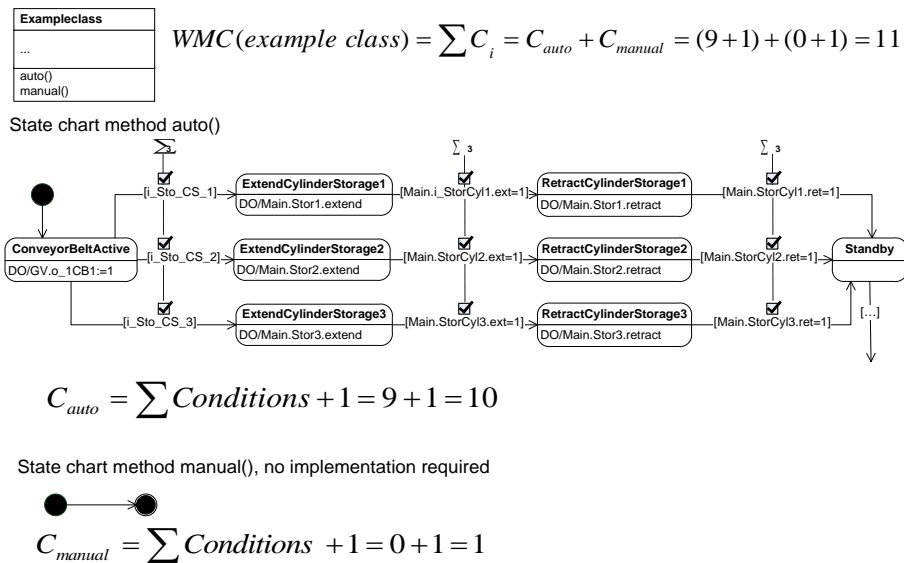 Exampleclass
...
auto()
manual()
WMC(example class) = ∑ C_i = C_auto + C_manual = (9+1) + (0+1) = 11
State chart method auto()
∑ 3 ∑ 3 ∑ 3
[i_Sto_CS_1] ExtendCylinderStorage1 [Main.i_StorCyl1.ext=1] RetractCylinderStorage1 [Main.StorCyl1.ret=1]
DO/Main.Stor1.extend DO/Main.Stor1.retract
ConveyorBeltActive [i_Sto_CS_2] ExtendCylinderStorage2 [Main.StorCyl2.ext=1] RetractCylinderStorage2 [Main.StorCyl2.ret=1] Standby
DO/GV.o_1CB1:=1 DO/Main.Stor2.extend DO/Main.Stor2.retract
[i_Sto_CS_3] ExtendCylinderStorage3 [Main.StorCyl3.ext=1] RetractCylinderStorage3 [Main.StorCyl3.ret=1] [...]
DO/Main.Stor3.extend DO/Main.Stor3.retract
C_auto = ∑ Conditions + 1 = 9 + 1 = 10
State chart method manual(), no implementation required
C_manual = ∑ Conditions + 1 = 0 + 1 = 1